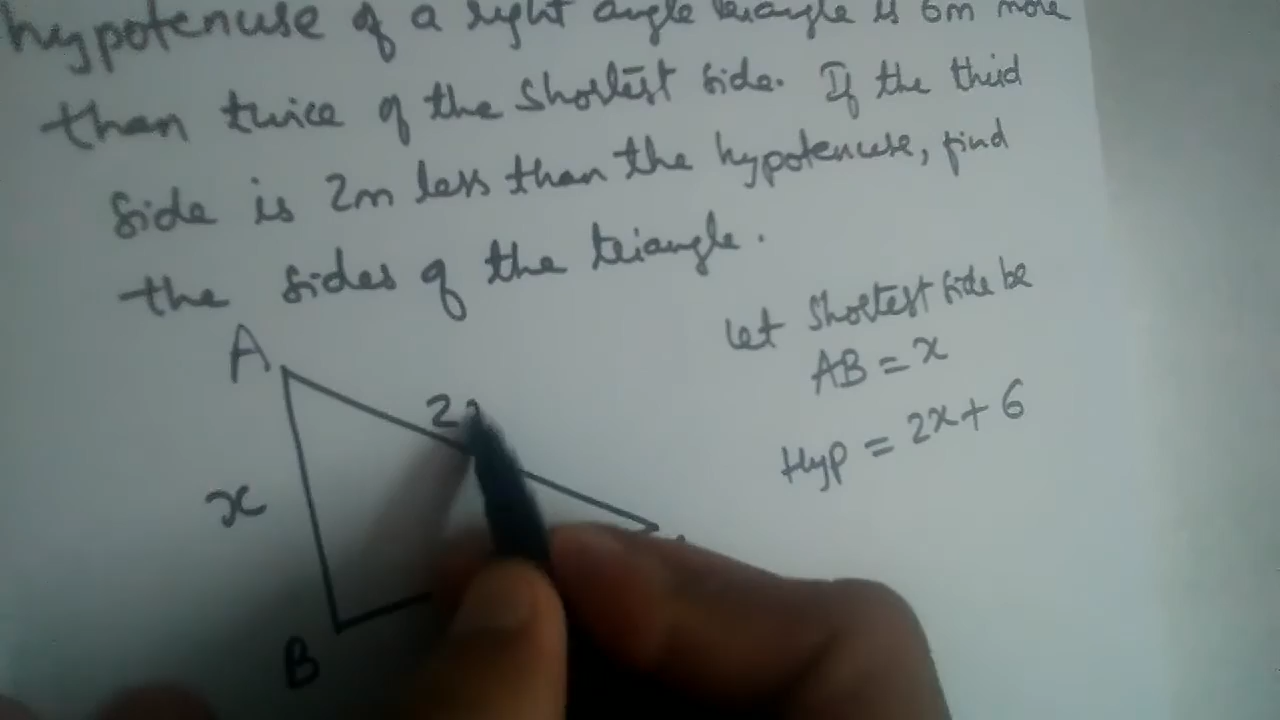 hypotenuse of a right angle triangle is 6m more
than twice of the shortest side. If the third
side is 2m less than the hypotenuse, find
the sides of the triangle.
Let shortest side be
AB = x
Hyp = 2x + 6
A
2x
x
B